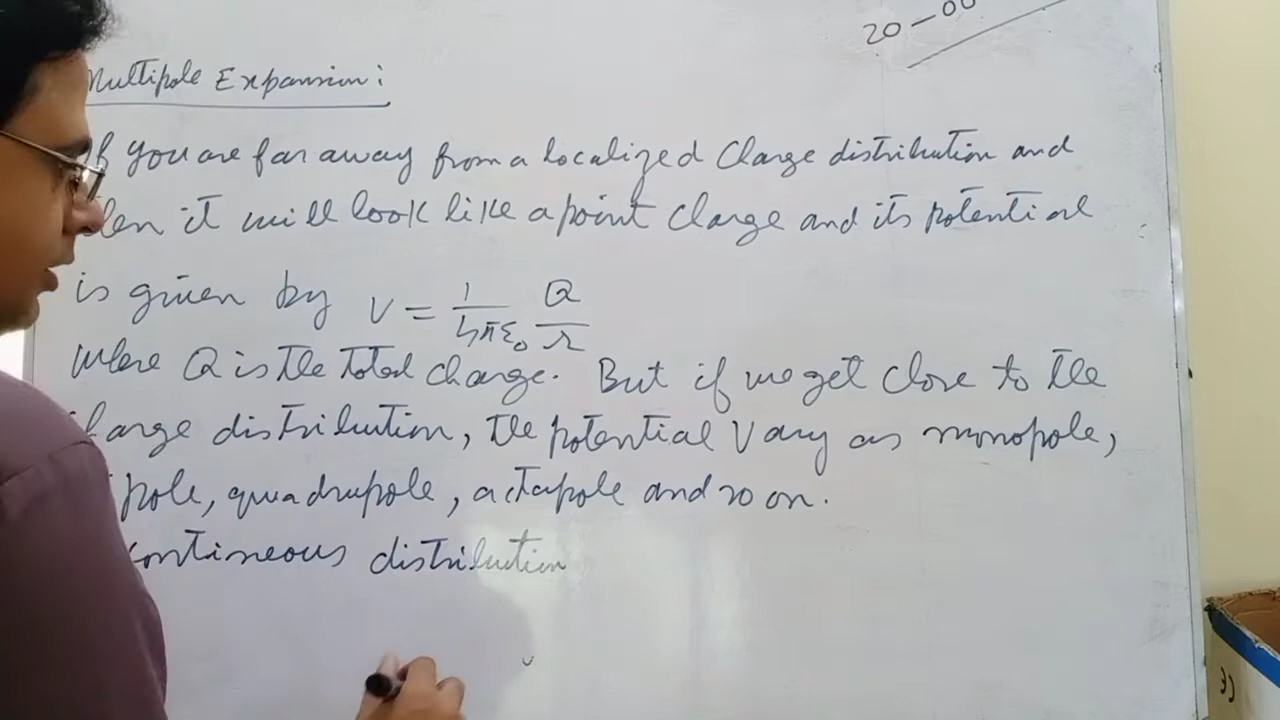 20-00
Multipole Expansion:
If you are far away from a localized Charge distribution and
then it will look like a point charge and its potential
is given by V = 1/4πε₀ Q/r
where Q is the total charge. But if we get close to the
charge distribution, the potential Vary as monopole,
pole, quadrupole, octapole and so on.
contineous distribution
CE